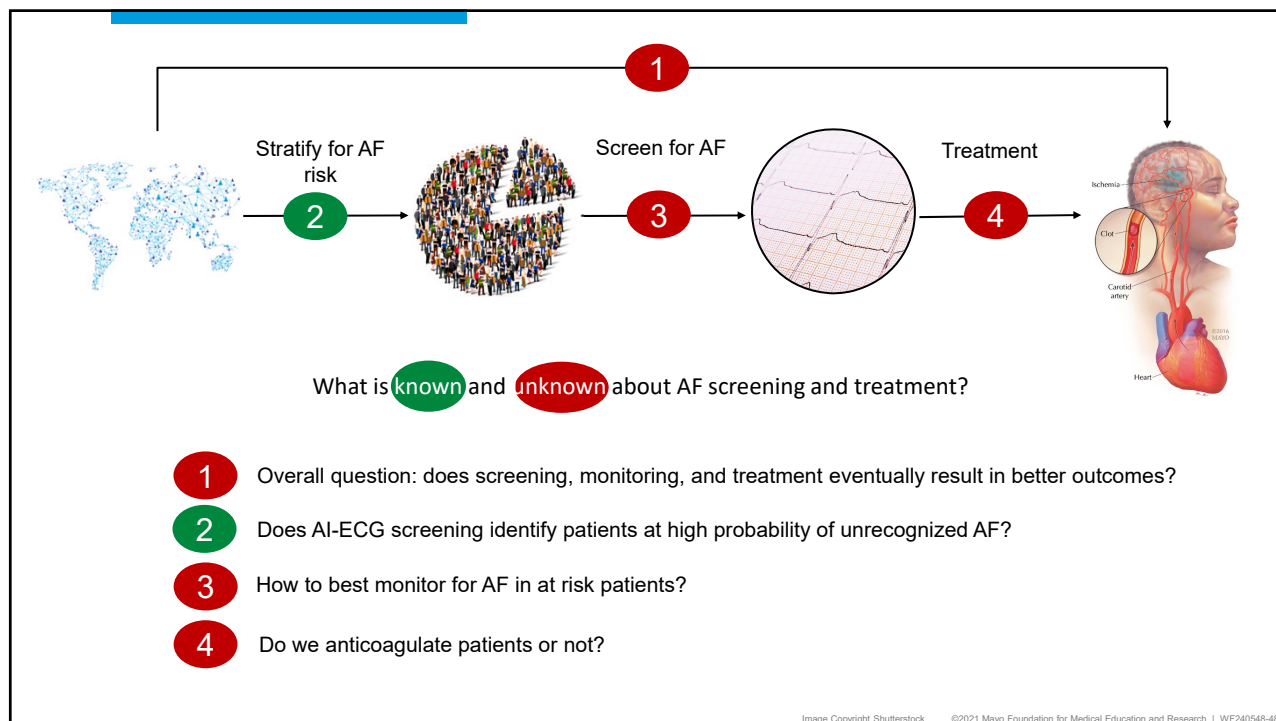 1
Stratify for AF
risk
Screen for AF
Treatment
2
3
4
Ischemia
Clot
Carotid
artery
©2016
MAYO
Heart
What is known and unknown about AF screening and treatment?
1 Overall question: does screening, monitoring, and treatment eventually result in better outcomes?
2 Does AI-ECG screening identify patients at high probability of unrecognized AF?
3 How to best monitor for AF in at risk patients?
4 Do we anticoagulate patients or not?
Image Copyright Shutterstock ©2021 Mayo Foundation for Medical Education and Research | WF240548-48